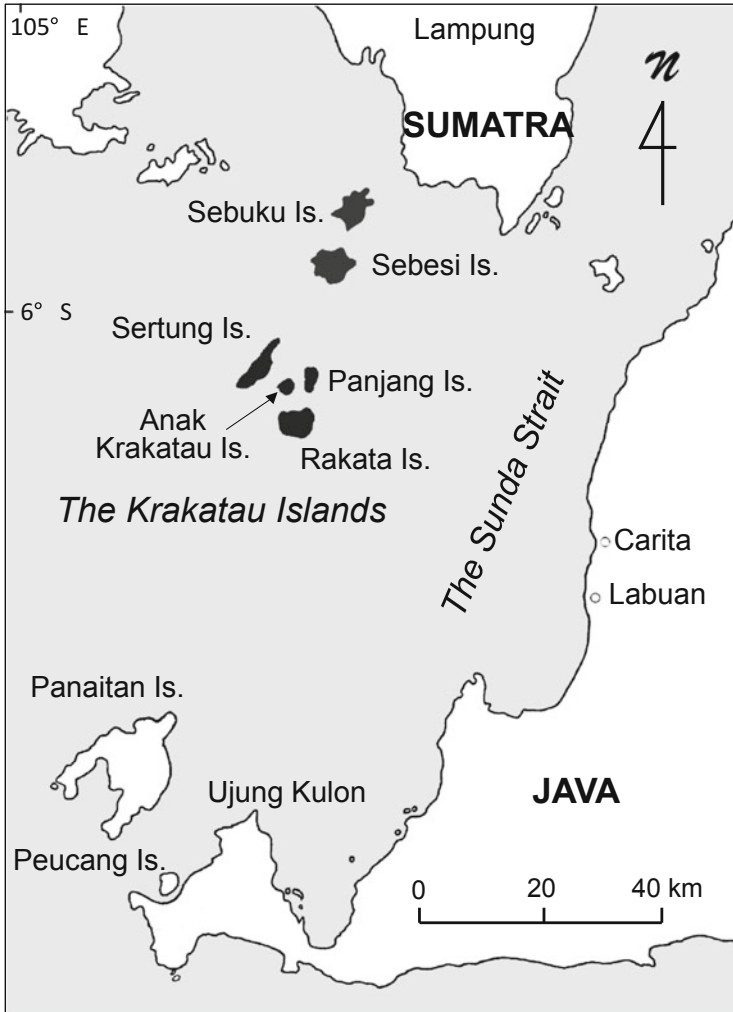 105° E
Lampung
n
SUMATRA
Sebuku Is.
Sebesi Is.
6° S
Sertung Is.
Panjang Is.
Anak
Krakatau Is.
Rakata Is.
The Krakatau Islands
The Sunda Strait
Carita
Labuan
Panaitan Is.
Ujung Kulon
JAVA
Peucang Is.
0 20 40 km